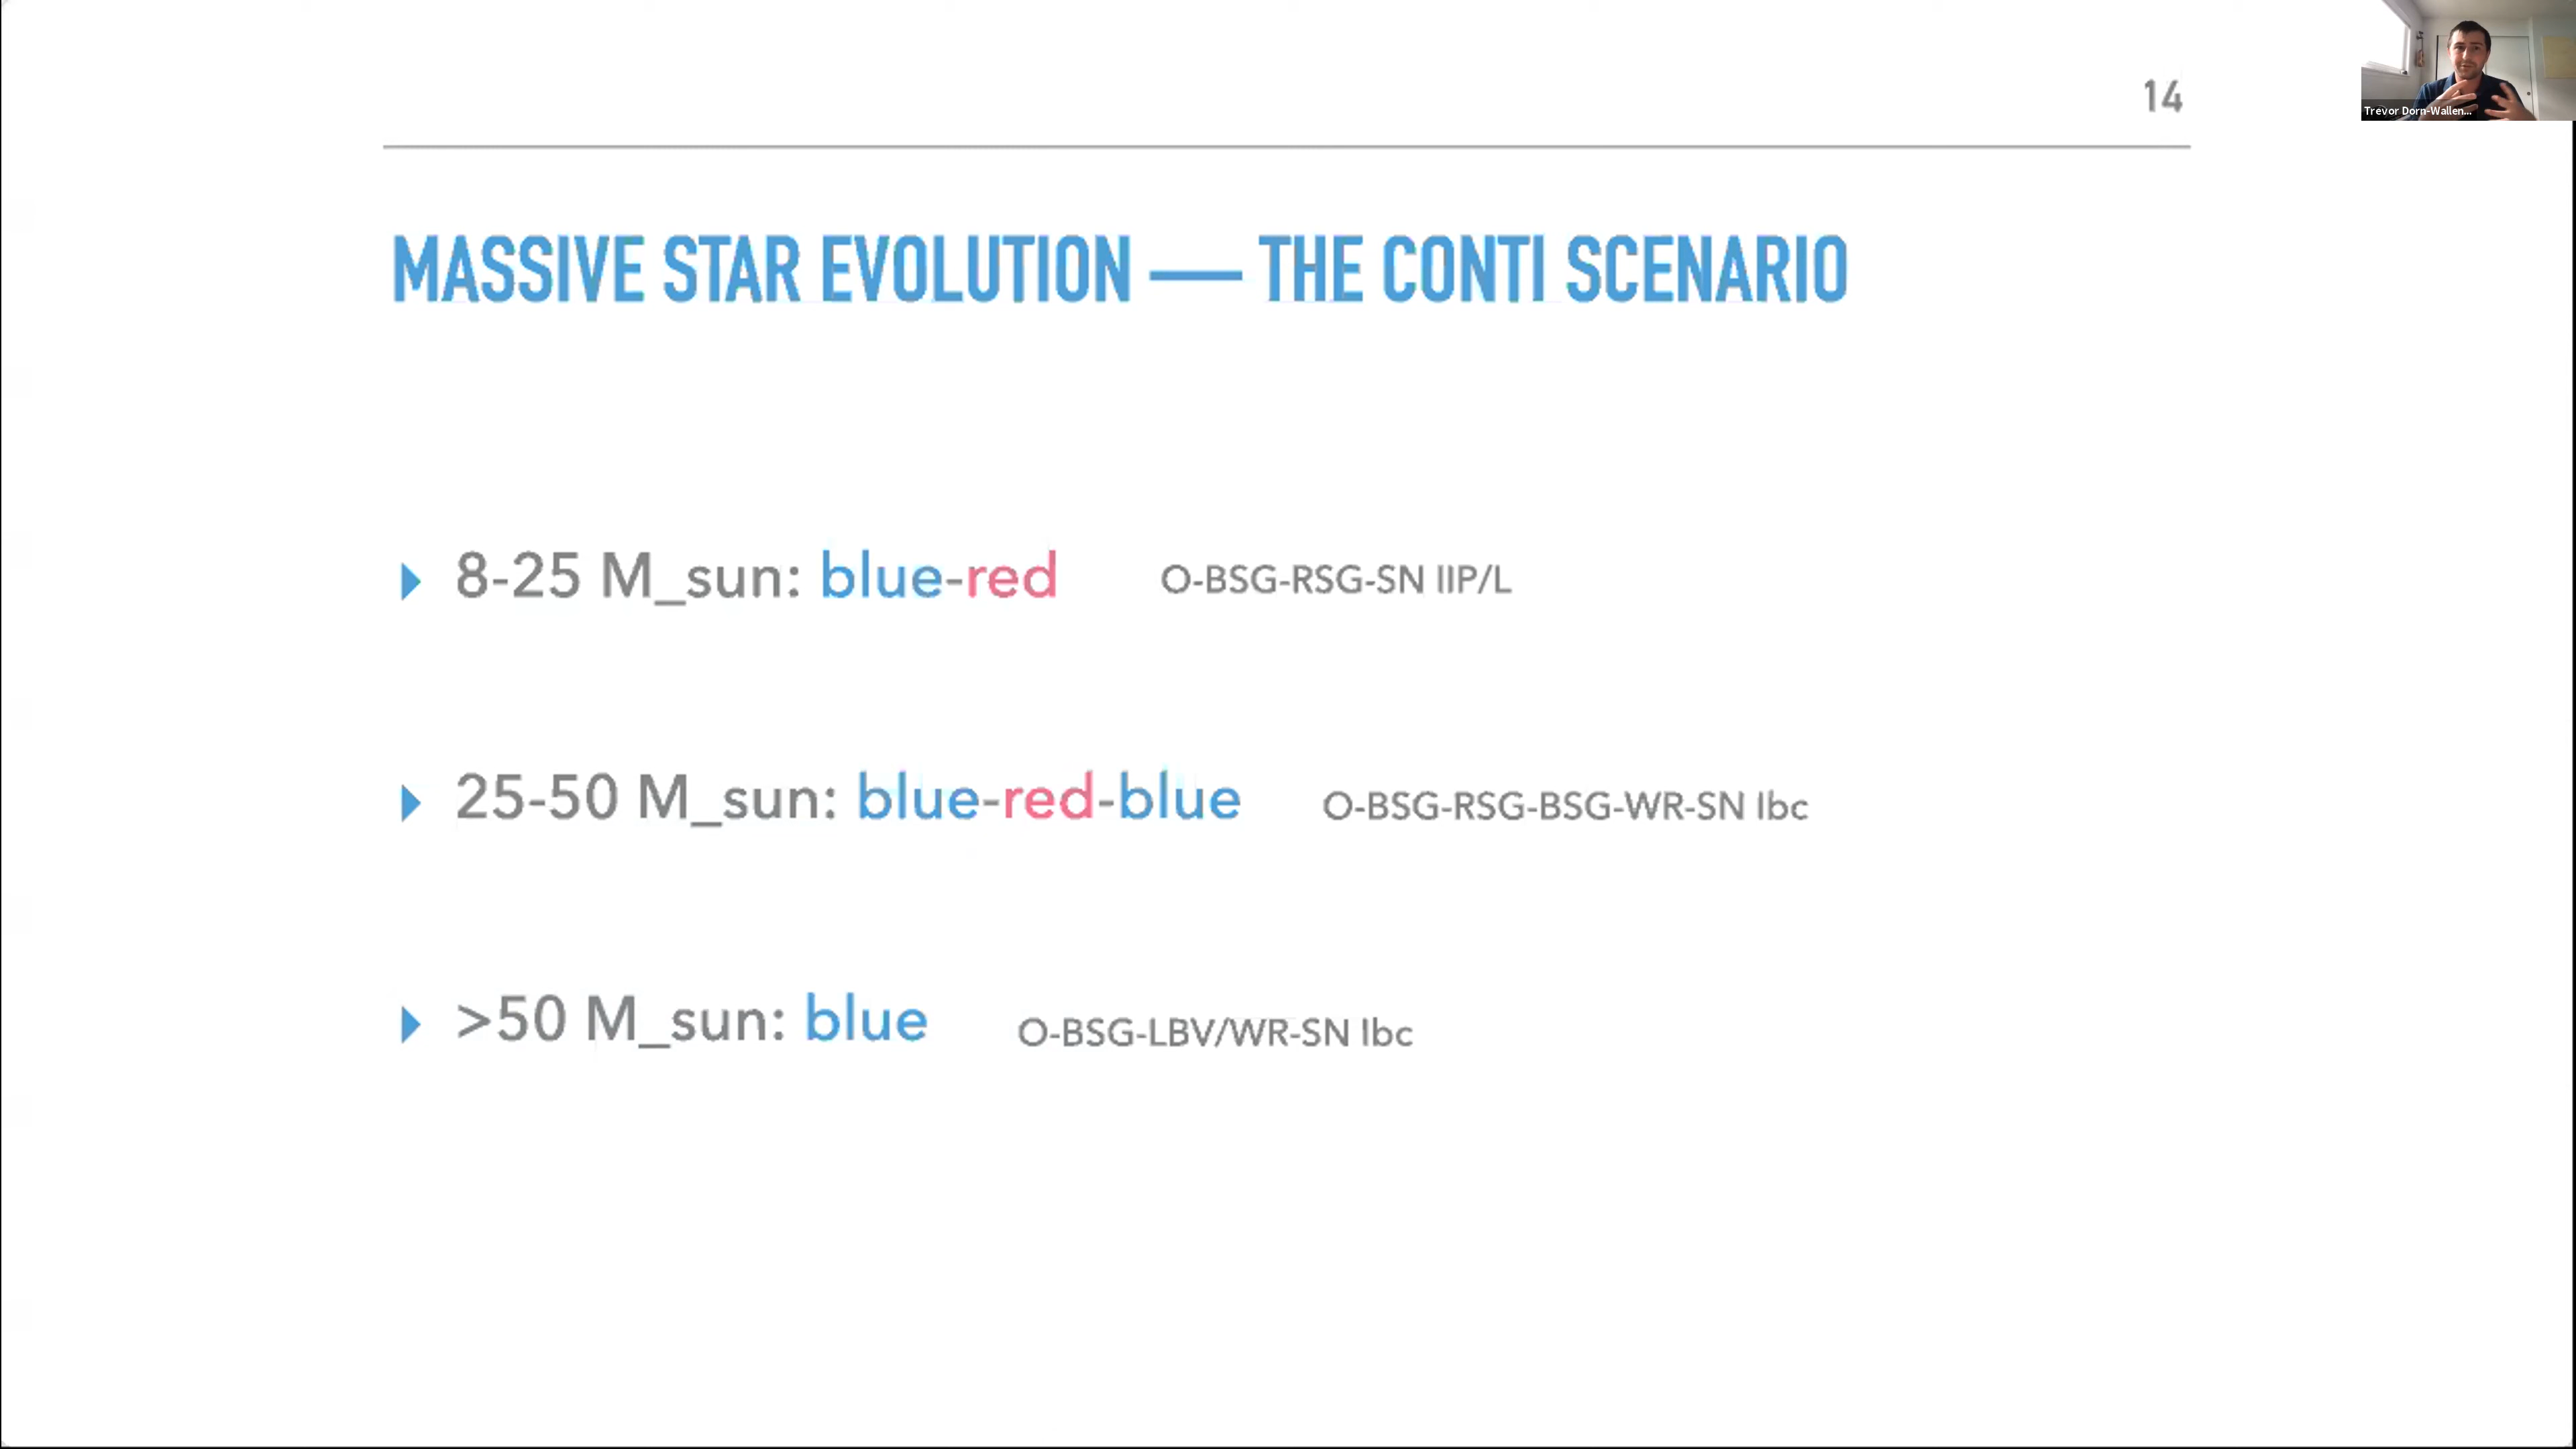 14
Trevor Dorn-Wallen...
MASSIVE STAR EVOLUTION — THE CONTI SCENARIO
8-25 M_sun: blue-red O-BSG-RSG-SN IIP/L
25-50 M_sun: blue-red-blue O-BSG-RSG-BSG-WR-SN Ibc
>50 M_sun: blue O-BSG-LBV/WR-SN Ibc